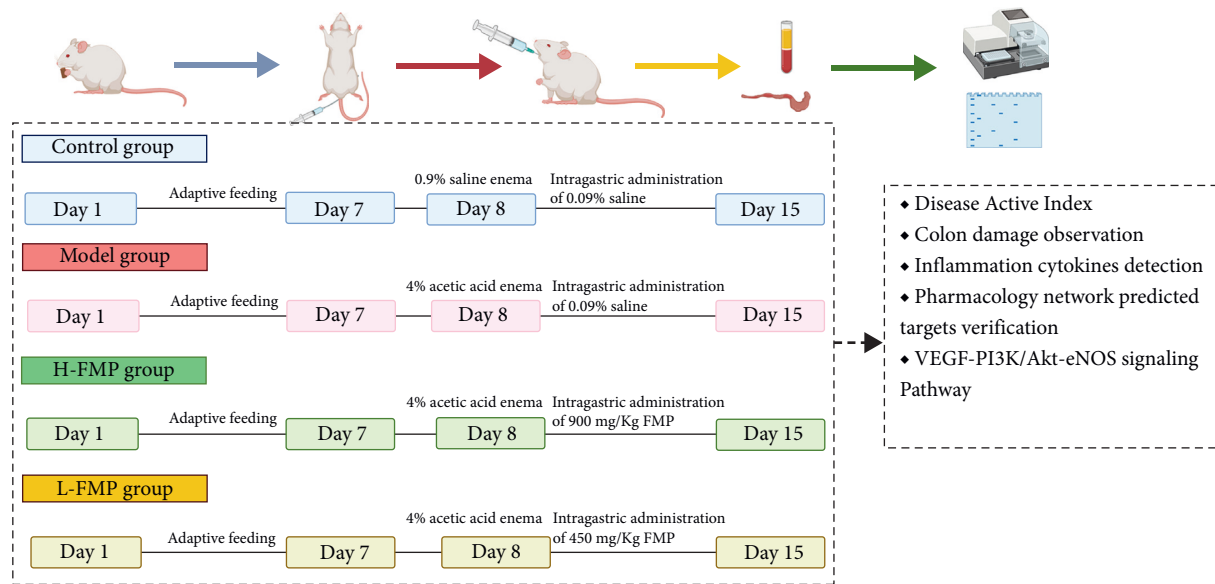 Control group
0.9% saline enema
Intragastric administration
of 0.09% saline
Adaptive feeding
Day 1
Day 7
Day 8
Day 15
Model group
4% acetic acid enema
Intragastric administration
of 0.09% saline
Adaptive feeding
Day 1
Day 7
Day 8
Day 15
H-FMP group
4% acetic acid enema
Intragastric administration
of 900 mg/Kg FMP
Adaptive feeding
Day 1
Day 7
Day 8
Day 15
L-FMP group
4% acetic acid enema
Intragastric administration
of 450 mg/Kg FMP
Adaptive feeding
Day 1
Day 7
Day 8
Day 15
◆ Disease Active Index
◆ Colon damage observation
◆ Inflammation cytokines detection
◆ Pharmacology network predicted
targets verification
◆ VEGF-PI3K/Akt-eNOS signaling
Pathway